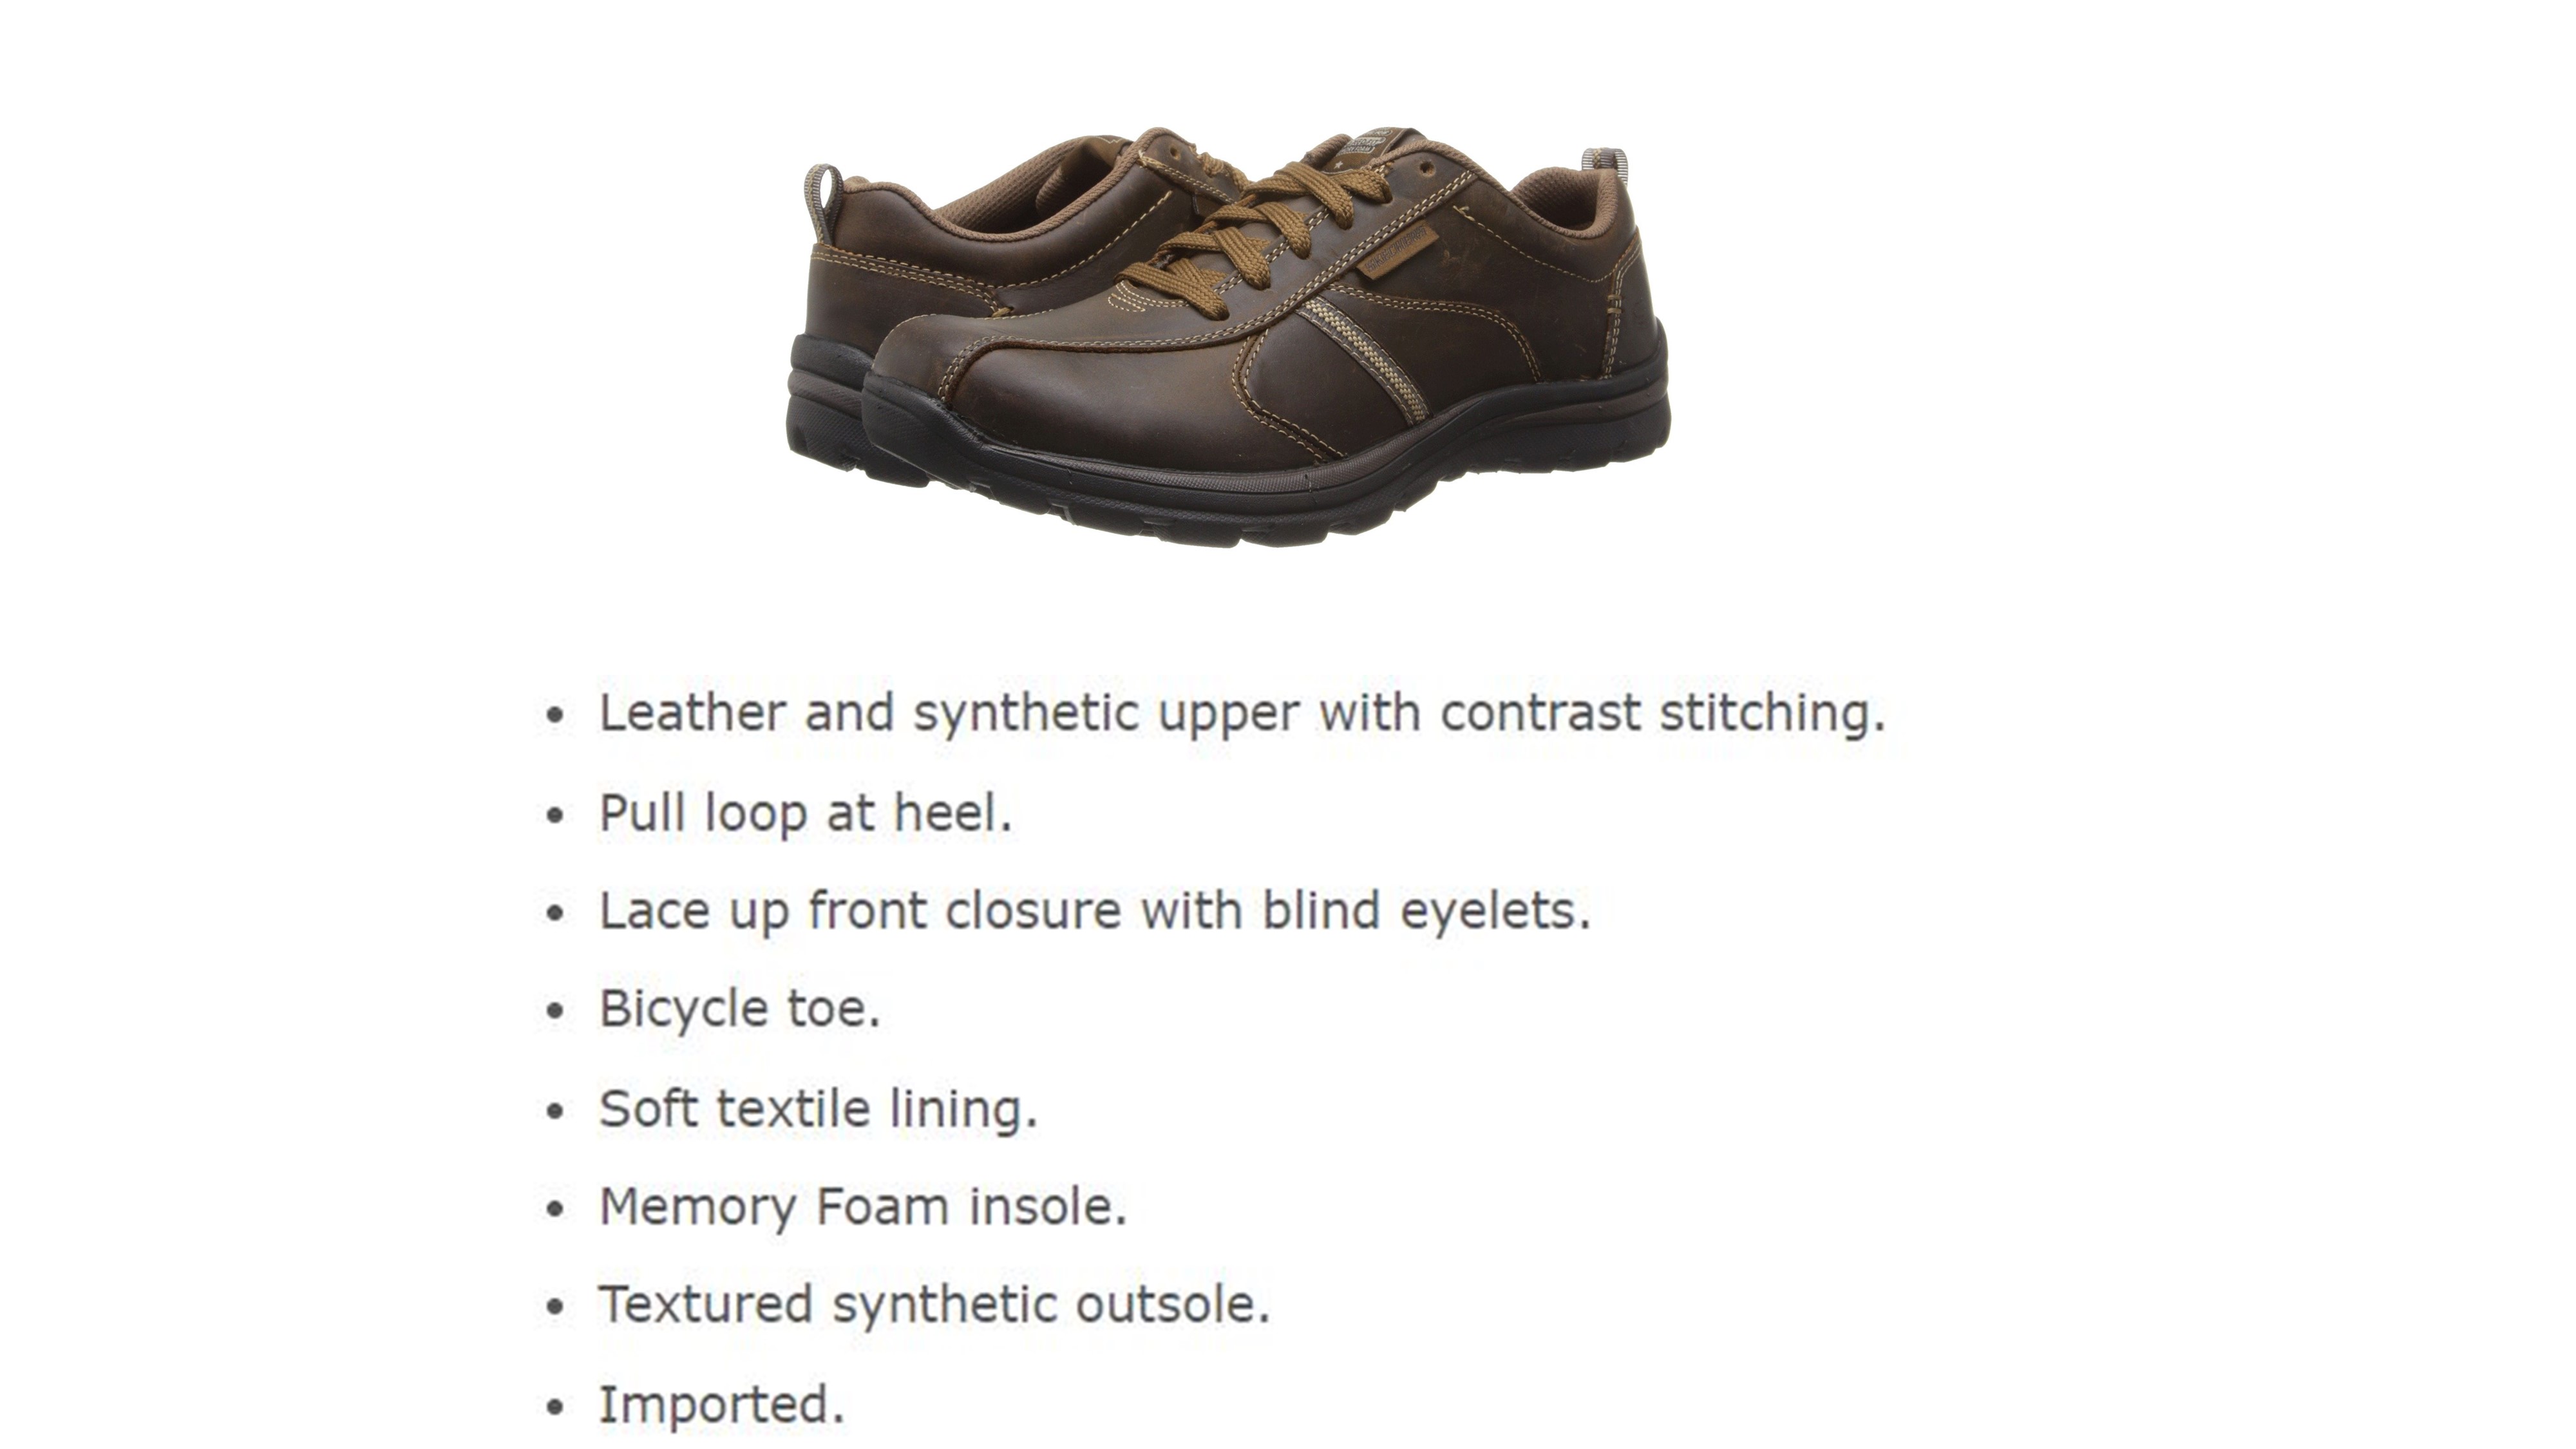 Leather and synthetic upper with contrast stitching.
Pull loop at heel.
Lace up front closure with blind eyelets.
Bicycle toe.
Soft textile lining.
Memory Foam insole.
Textured synthetic outsole.
Imported.